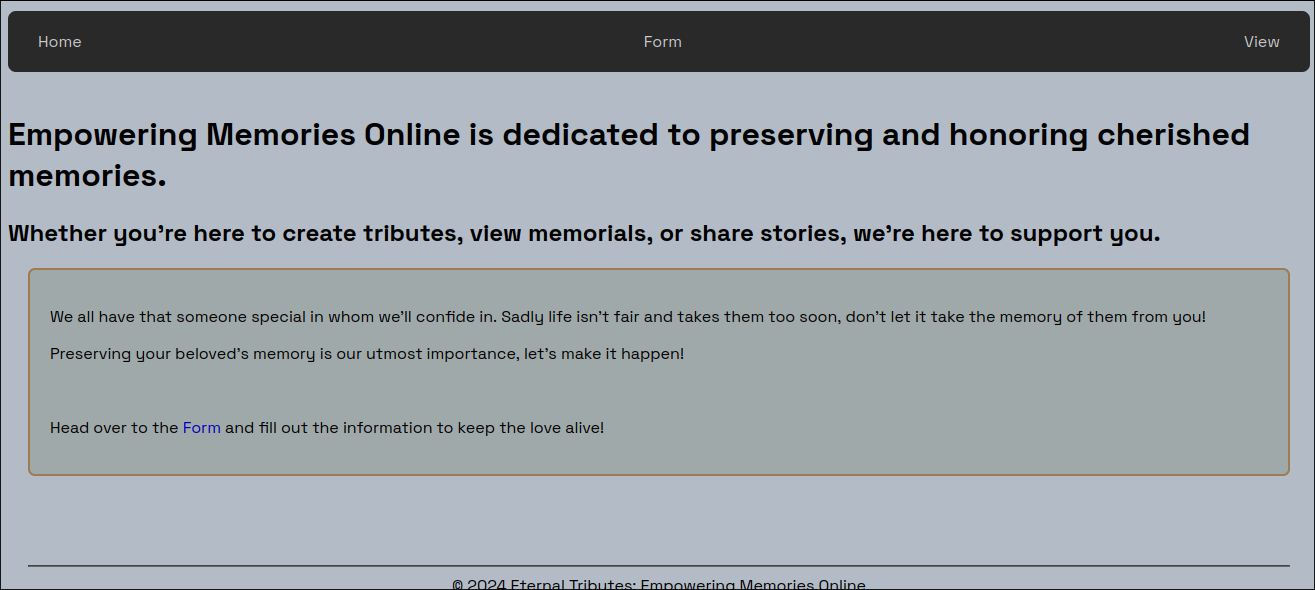 Home Form View
Empowering Memories Online is dedicated to preserving and honoring cherished
memories.
Whether you're here to create tributes, view memorials, or share stories, we're here to support you.
We all have that someone special in whom we'll confide in. Sadly life isn't fair and takes them too soon, don't let it take the memory of them from you!
Preserving your beloved's memory is our utmost importance, let's make it happen!
Head over to the Form and fill out the information to keep the love alive!
© 2024 Eternal Tributes: Empowering Memories Online